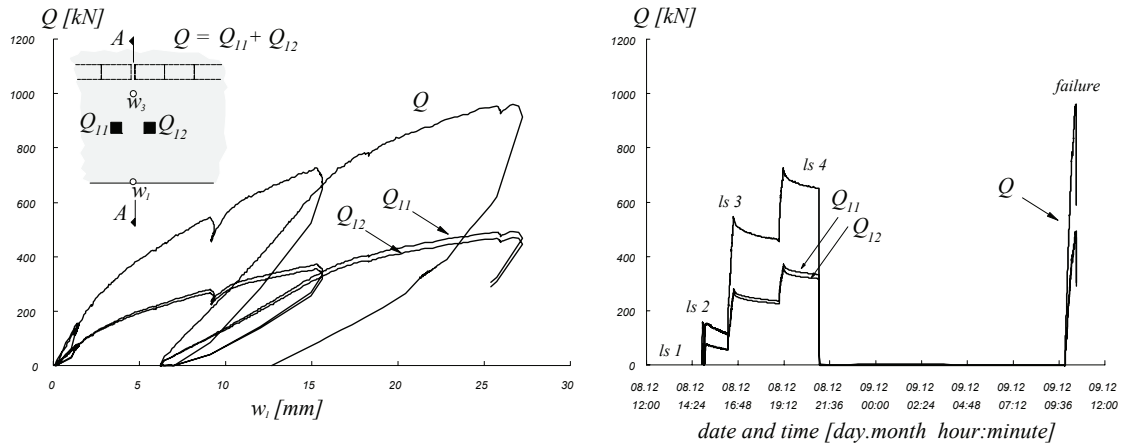 Q [kN]
1200
1000
800
600
400
200
0
0
5
10
15
20
25
30
w₁ [mm]
A
Q = Q₁₁+ Q₁₂
w₃
Q₁₁
Q₁₂
w₁
A
Q
Q₁₁
Q₁₂
Q [kN]
1200
1000
800
600
400
200
0
failure
ls 4
ls 3
Q
Q₁₁
Q₁₂
ls 2
ls 1
08.12 08.12 08.12 08.12 08.12 09.12 09.12 09.12 09.12 09.12 09.12
12:00 14:24 16:48 19:12 21:36 00:00 02:24 04:48 07:12 09:36 12:00
date and time [day.month hour:minute]